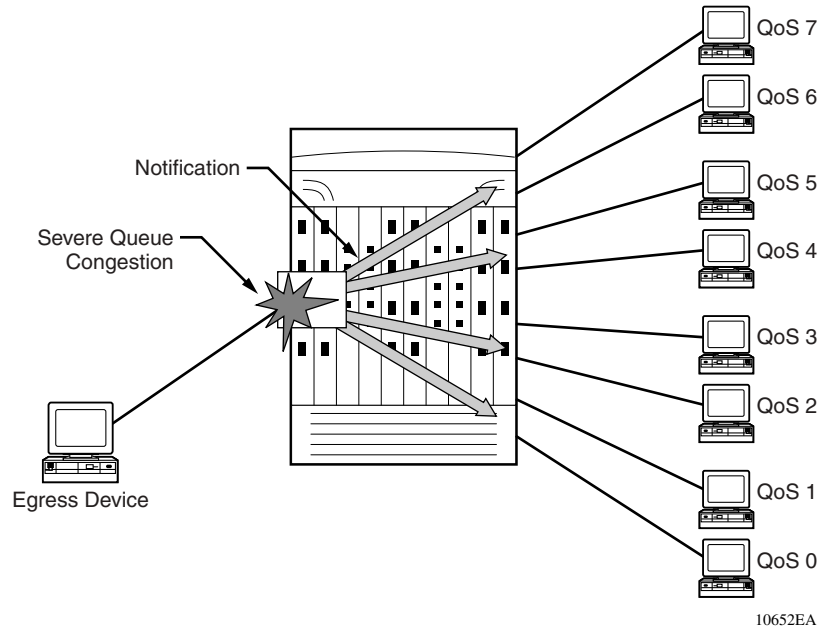 QoS 7
QoS 6
Notification
QoS 5
Severe Queue
Congestion
QoS 4
QoS 3
QoS 2
Egress Device
QoS 1
QoS 0
10652EA